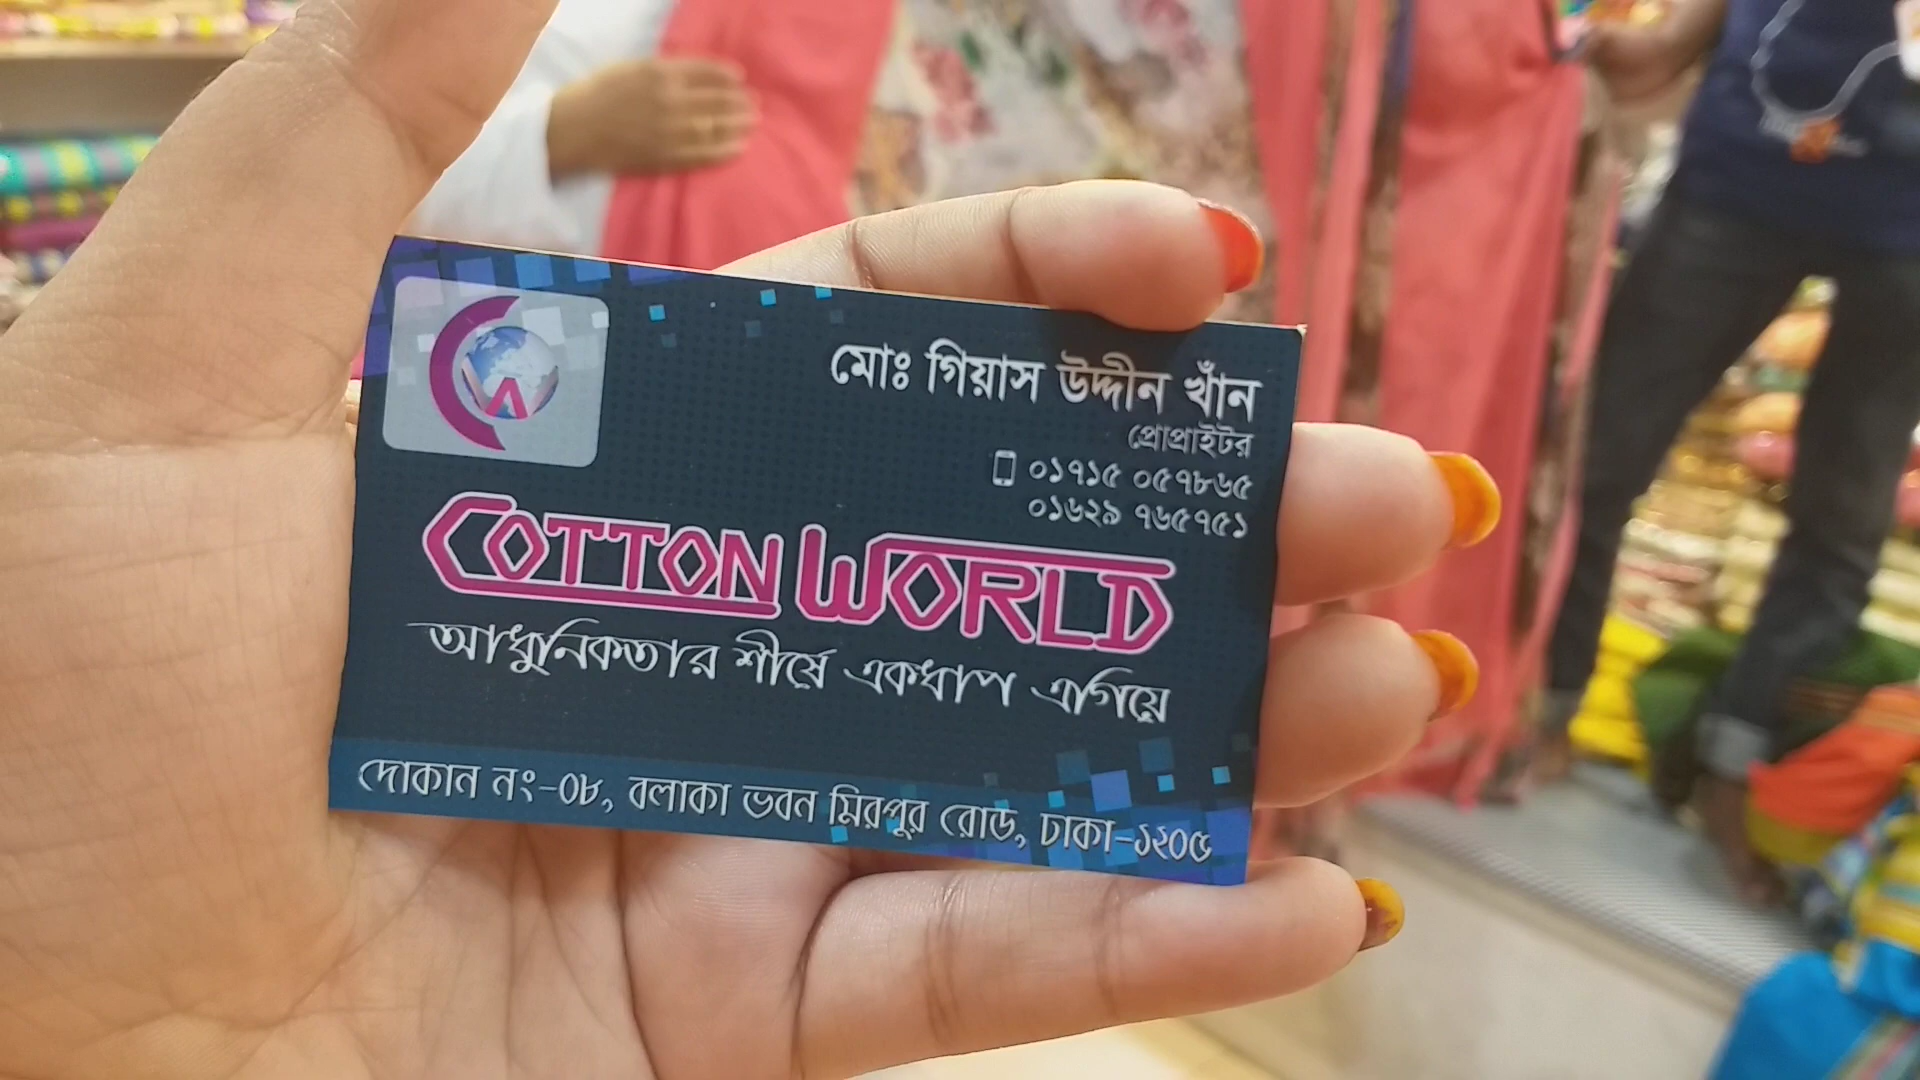 মোঃ গিয়াস উদ্দীন খাঁন
প্রোপ্রাইটর
০১৭১৫ ০৫৭৮৬৫
০১৬২৯ ৭৬৫৭৫১
COTTON WORLD
আধুনিকতার শীর্ষে একধাপ এগিয়ে
দোকান নং-০৮, বলাকা ভবন মিরপুর রোড, ঢাকা-১২০৫